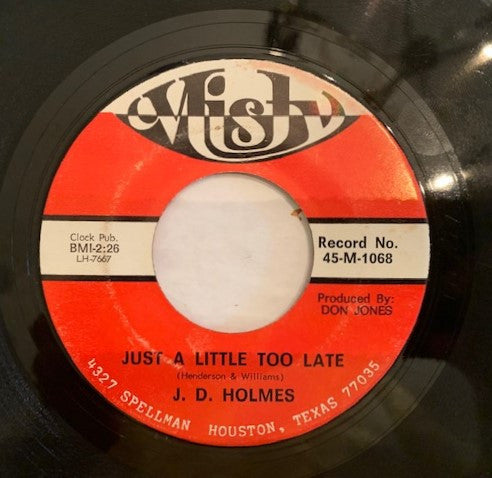 Misty
Clock Pub.
BMI-2:26
LH-7667
Record No.
45-M-1068
Produced By:
DON JONES
JUST A LITTLE TOO LATE
(Henderson & Williams)
J. D. HOLMES
4327 SPELLMAN HOUSTON, TEXAS 77035